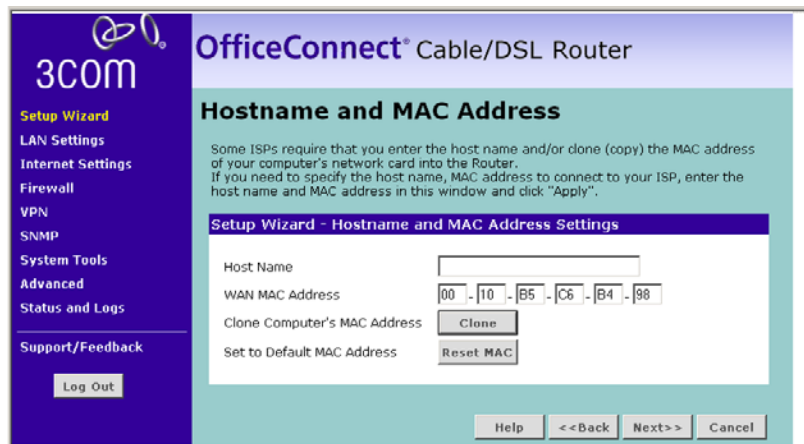 3COM
OfficeConnect® Cable/DSL Router
Setup Wizard
LAN Settings
Internet Settings
Firewall
VPN
SNMP
System Tools
Advanced
Status and Logs
Support/Feedback
Log Out
Hostname and MAC Address
Some ISPs require that you enter the host name and/or clone (copy) the MAC address
of your computer's network card into the Router.
If you need to specify the host name, MAC address to connect to your ISP, enter the
host name and MAC address in this window and click "Apply".
Setup Wizard - Hostname and MAC Address Settings
Host Name
WAN MAC Address 00 - 10 - B5 - C6 - B4 - 98
Clone Computer's MAC Address Clone
Set to Default MAC Address Reset MAC
Help <<Back Next>> Cancel